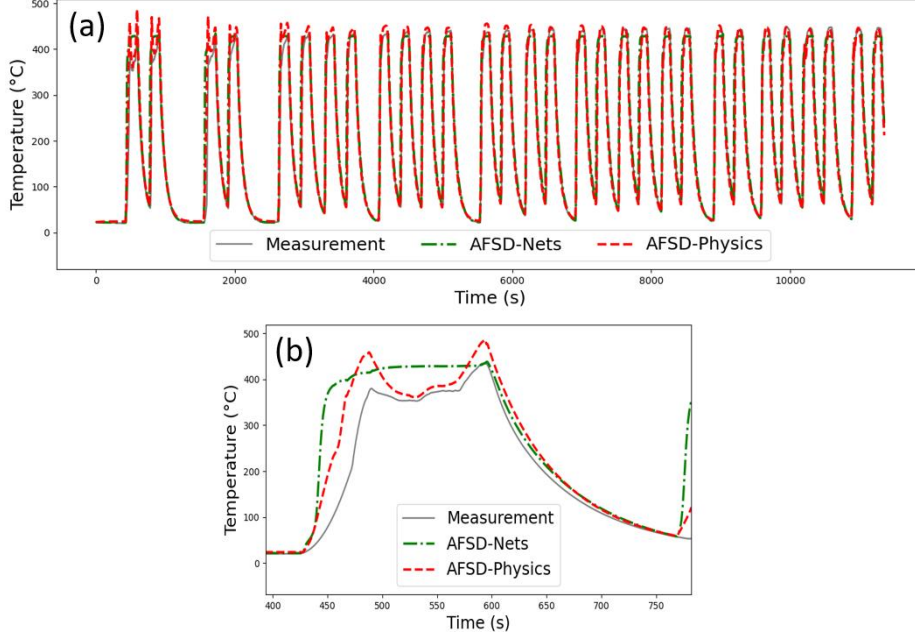 (a)
500
400
300
200
100
0
Temperature (°C)
Measurement AFSD-Nets AFSD-Physics
0 2000 4000 6000 8000 10000
Time (s)
(b)
500
400
300
200
100
0
Temperature (°C)
Measurement
AFSD-Nets
AFSD-Physics
400 450 500 550 600 650 700 750
Time (s)